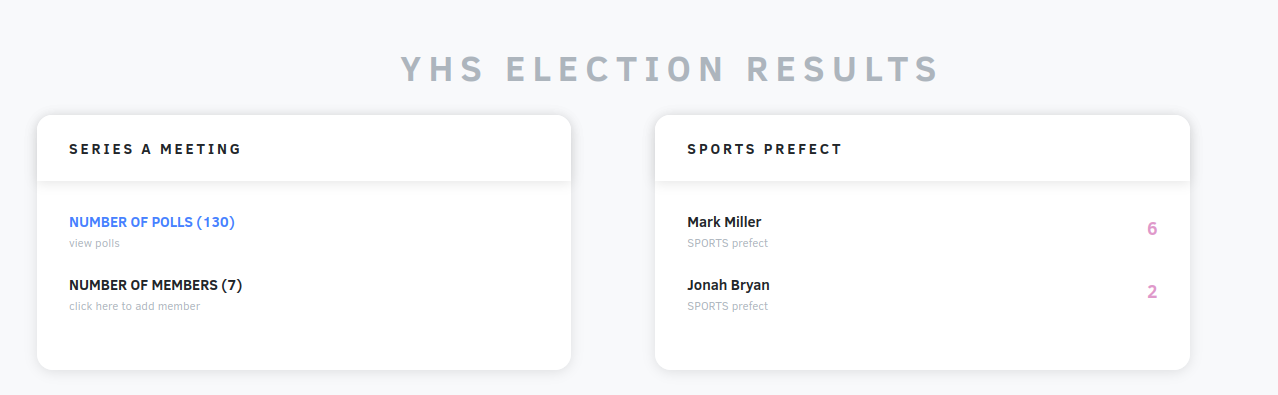 YHS ELECTION RESULTS
SERIES A MEETING
NUMBER OF POLLS (130)
view polls
NUMBER OF MEMBERS (7)
click here to add member
SPORTS PREFECT
Mark Miller
SPORTS prefect
6
Jonah Bryan
SPORTS prefect
2